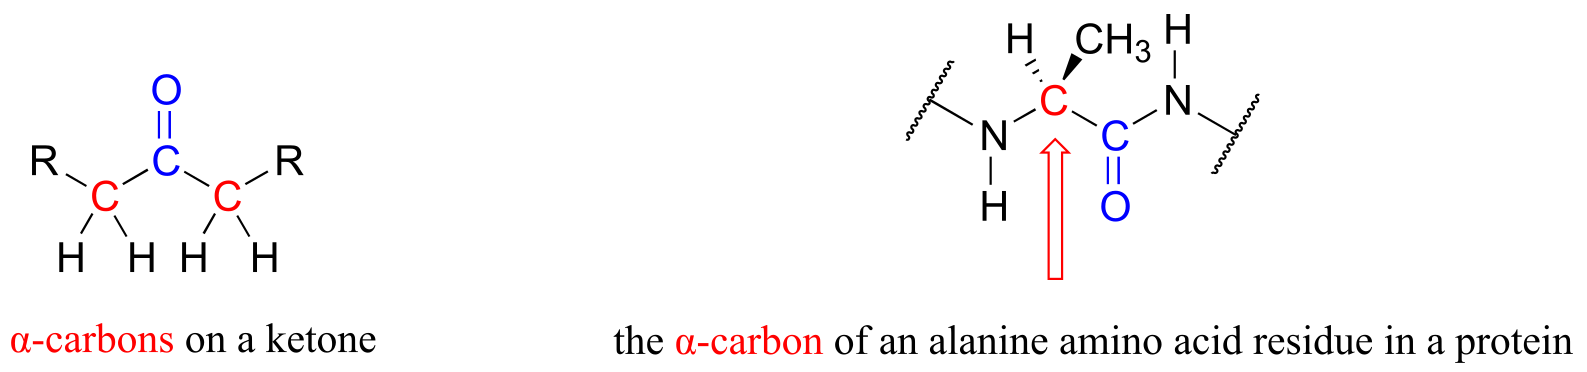 O
R C R
C C
H H H H
α-carbons on a ketone
H CH3 H
C N
N C
H O
the α-carbon of an alanine amino acid residue in a protein